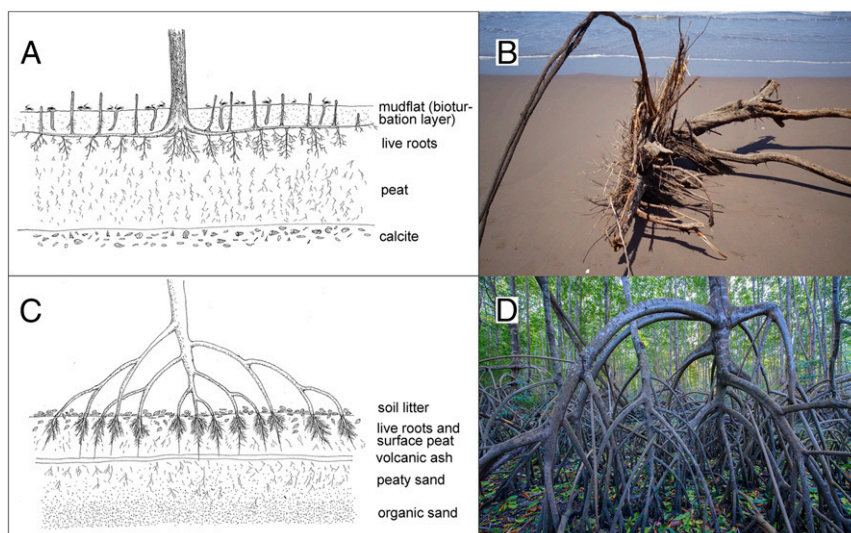 A
mudflat (biotur-
bation layer)
live roots
peat
calcite
B
C
soil litter
live roots and
surface peat
volcanic ash
peaty sand
organic sand
D